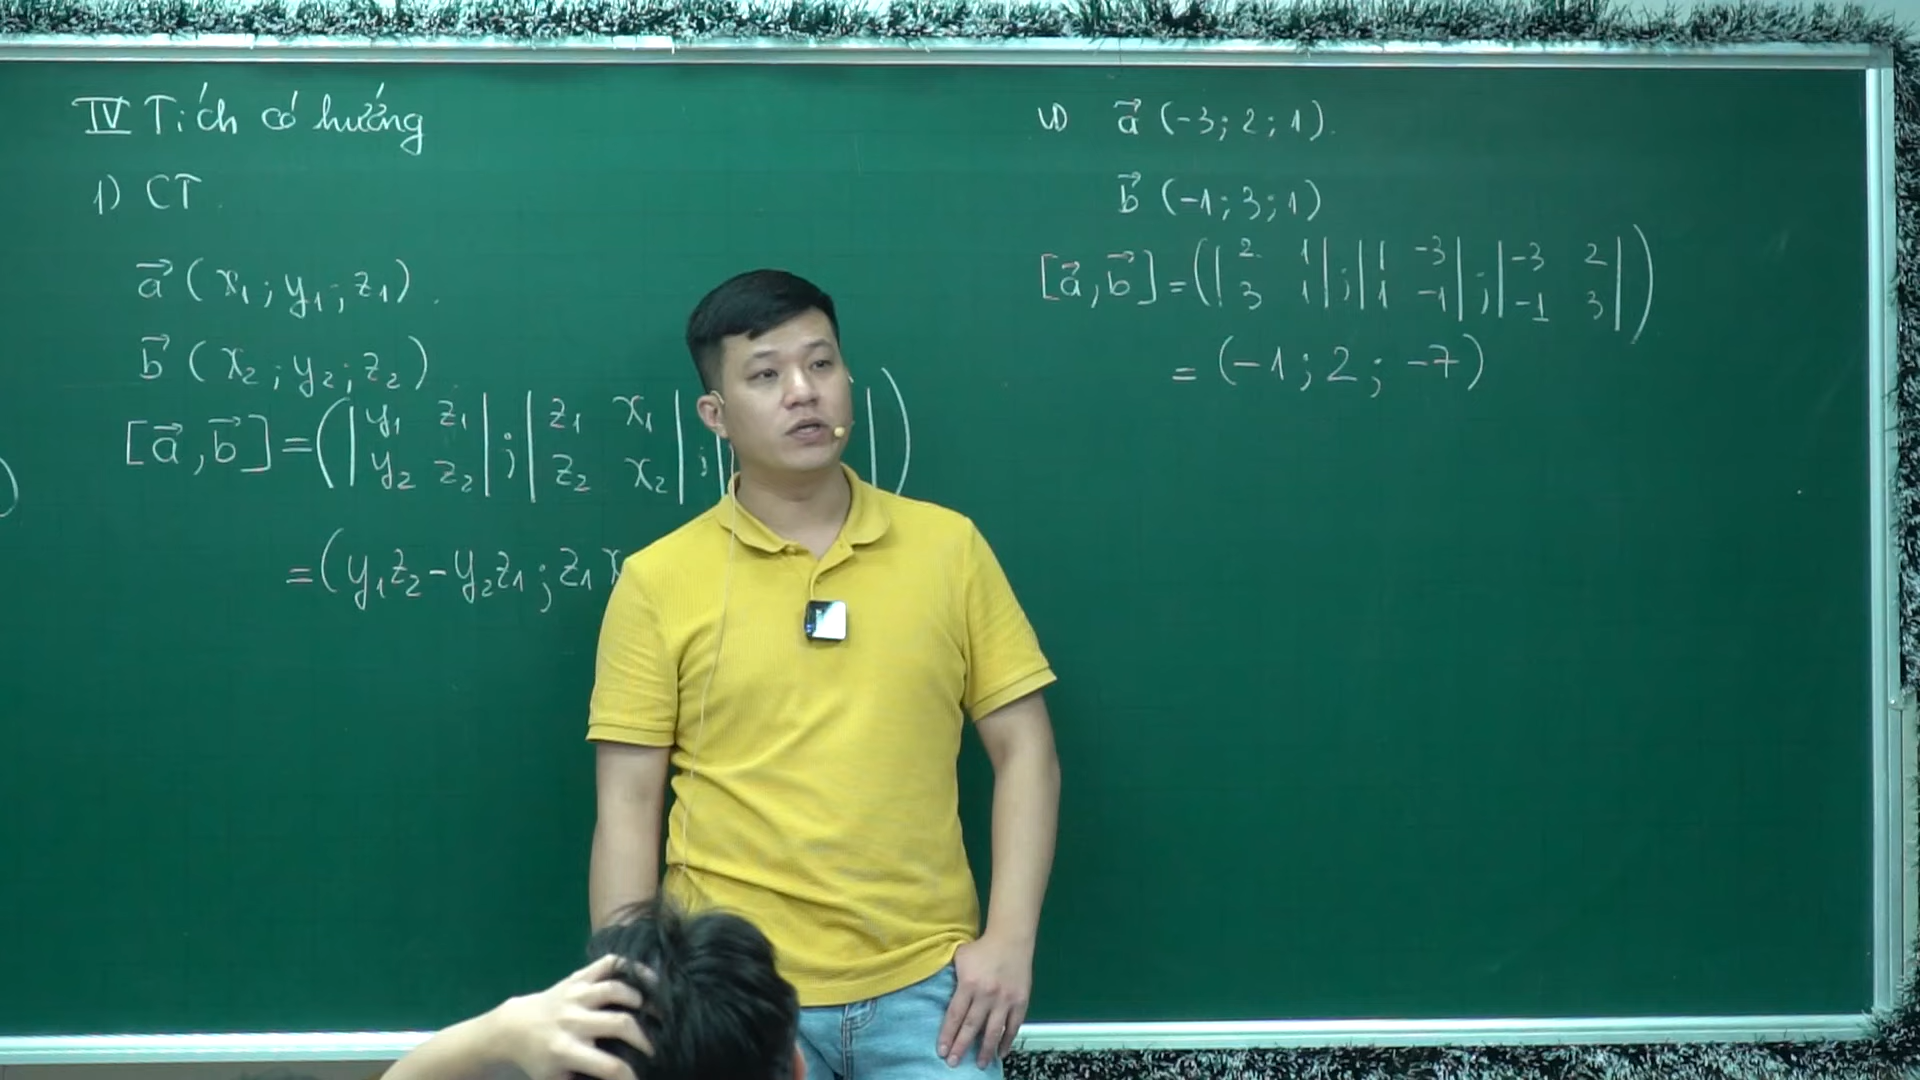 IV Tích có hướng
1) CT
a⃗ (x₁; y₁; z₁).
b⃗ (x₂; y₂; z₂)
[a⃗, b⃗] = (|y₁ z₁; y₂ z₂| ; |z₁ x₁; z₂ x₂| ; | |)
= (y₁z₂ - y₂z₁ ; z₁x
VD a⃗ (-3; 2; 1).
b⃗ (-1; 3; 1)
[a⃗, b⃗] = (|2 1; 3 1| ; |1 -3; 1 -1| ; |-3 2; -1 3|)
= (-1; 2; -7)